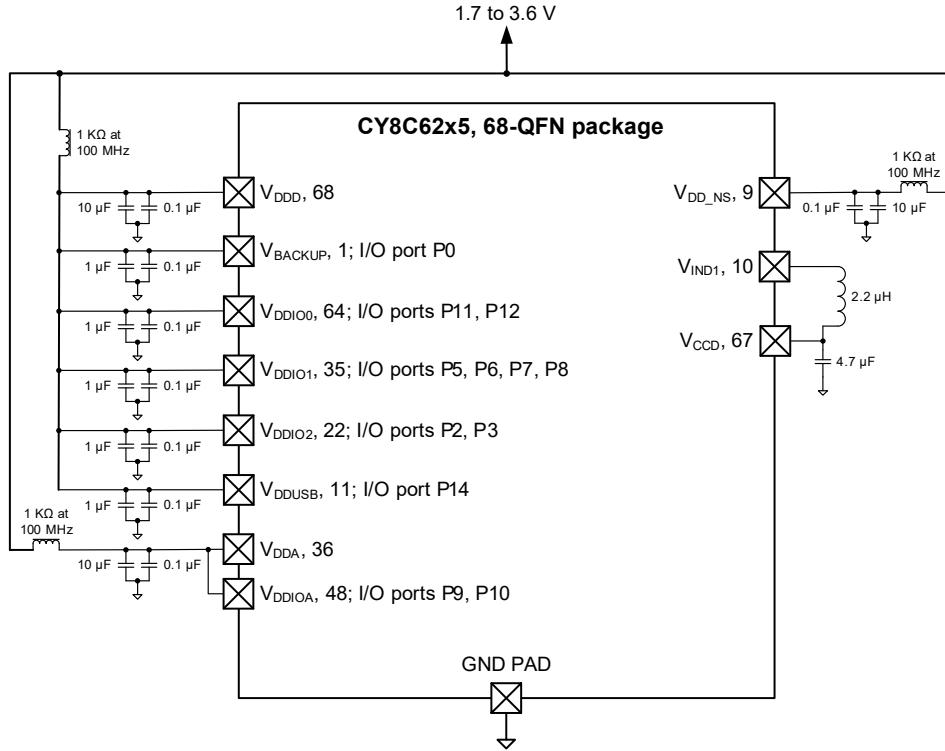 1.7 to 3.6 V
CY8C62x5, 68-QFN package
1 KΩ at
100 MHz
1 KΩ at
100 MHz
10 µF
0.1 µF
VDDD, 68
VDD_NS, 9
0.1 µF
10 µF
1 µF
0.1 µF
VBACKUP, 1; I/O port P0
VIND1, 10
2.2 µH
1 µF
0.1 µF
VDDIO0, 64; I/O ports P11, P12
VCCD, 67
4.7 µF
1 µF
0.1 µF
VDDIO1, 35; I/O ports P5, P6, P7, P8
1 µF
0.1 µF
VDDIO2, 22; I/O ports P2, P3
1 µF
0.1 µF
VDDUSB, 11; I/O port P14
1 KΩ at
100 MHz
10 µF
0.1 µF
VDDA, 36
VDDIOA, 48; I/O ports P9, P10
GND PAD